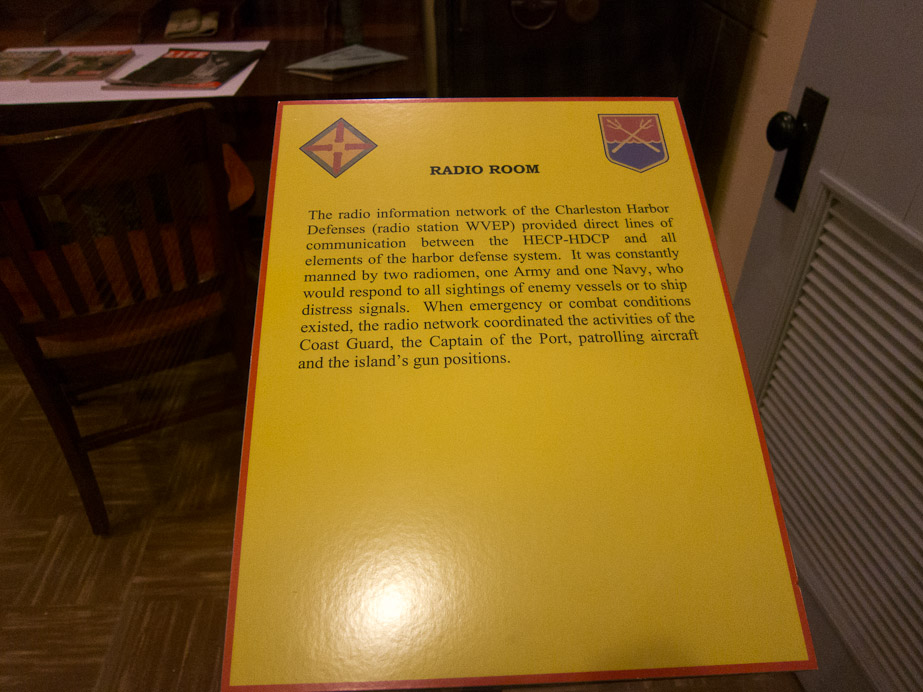 LIFE
RADIO ROOM
The radio information network of the Charleston Harbor
Defenses (radio station WVEP) provided direct lines of
communication between the HECP-HDCP and all
elements of the harbor defense system. It was constantly
manned by two radiomen, one Army and one Navy, who
would respond to all sightings of enemy vessels or to ship
distress signals. When emergency or combat conditions
existed, the radio network coordinated the activities of the
Coast Guard, the Captain of the Port, patrolling aircraft
and the island's gun positions.